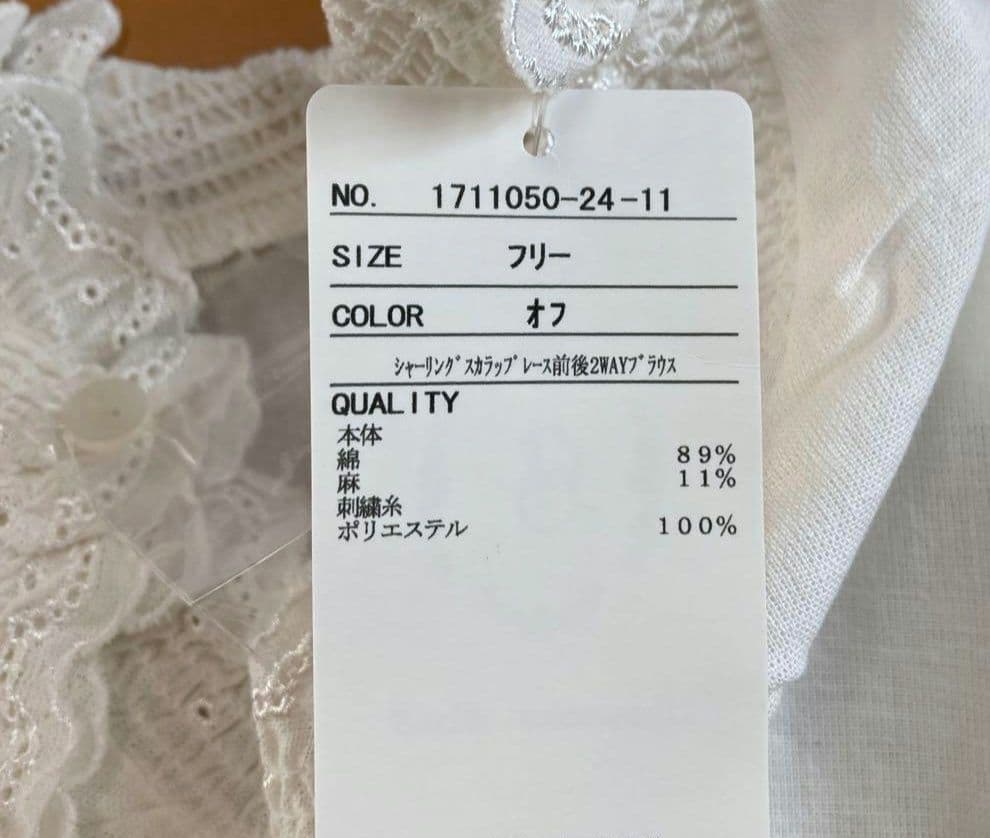 NO. 1711050-24-11
SIZE フリー
COLOR オフ
ｼｬｰﾘﾝｸﾞｽｶﾗｯﾌﾟﾚｰｽ前後2WAYﾌﾞﾗｳｽ
QUALITY
本体
綿 89%
麻 11%
刺繍糸
ポリエステル 100%